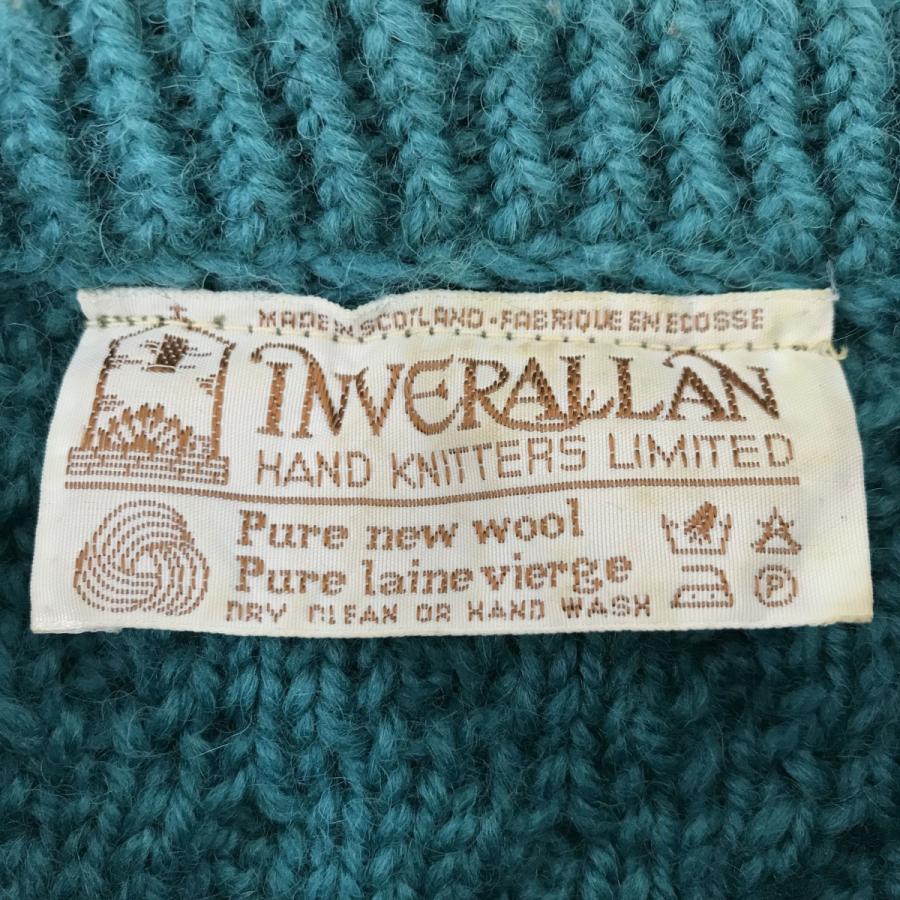 MADE IN SCOTLAND · FABRIQUE EN ECOSSE
INVERALLAN
HAND KNITTERS LIMITED
Pure new wool
Pure laine vierge
DRY CLEAN OR HAND WASH
P